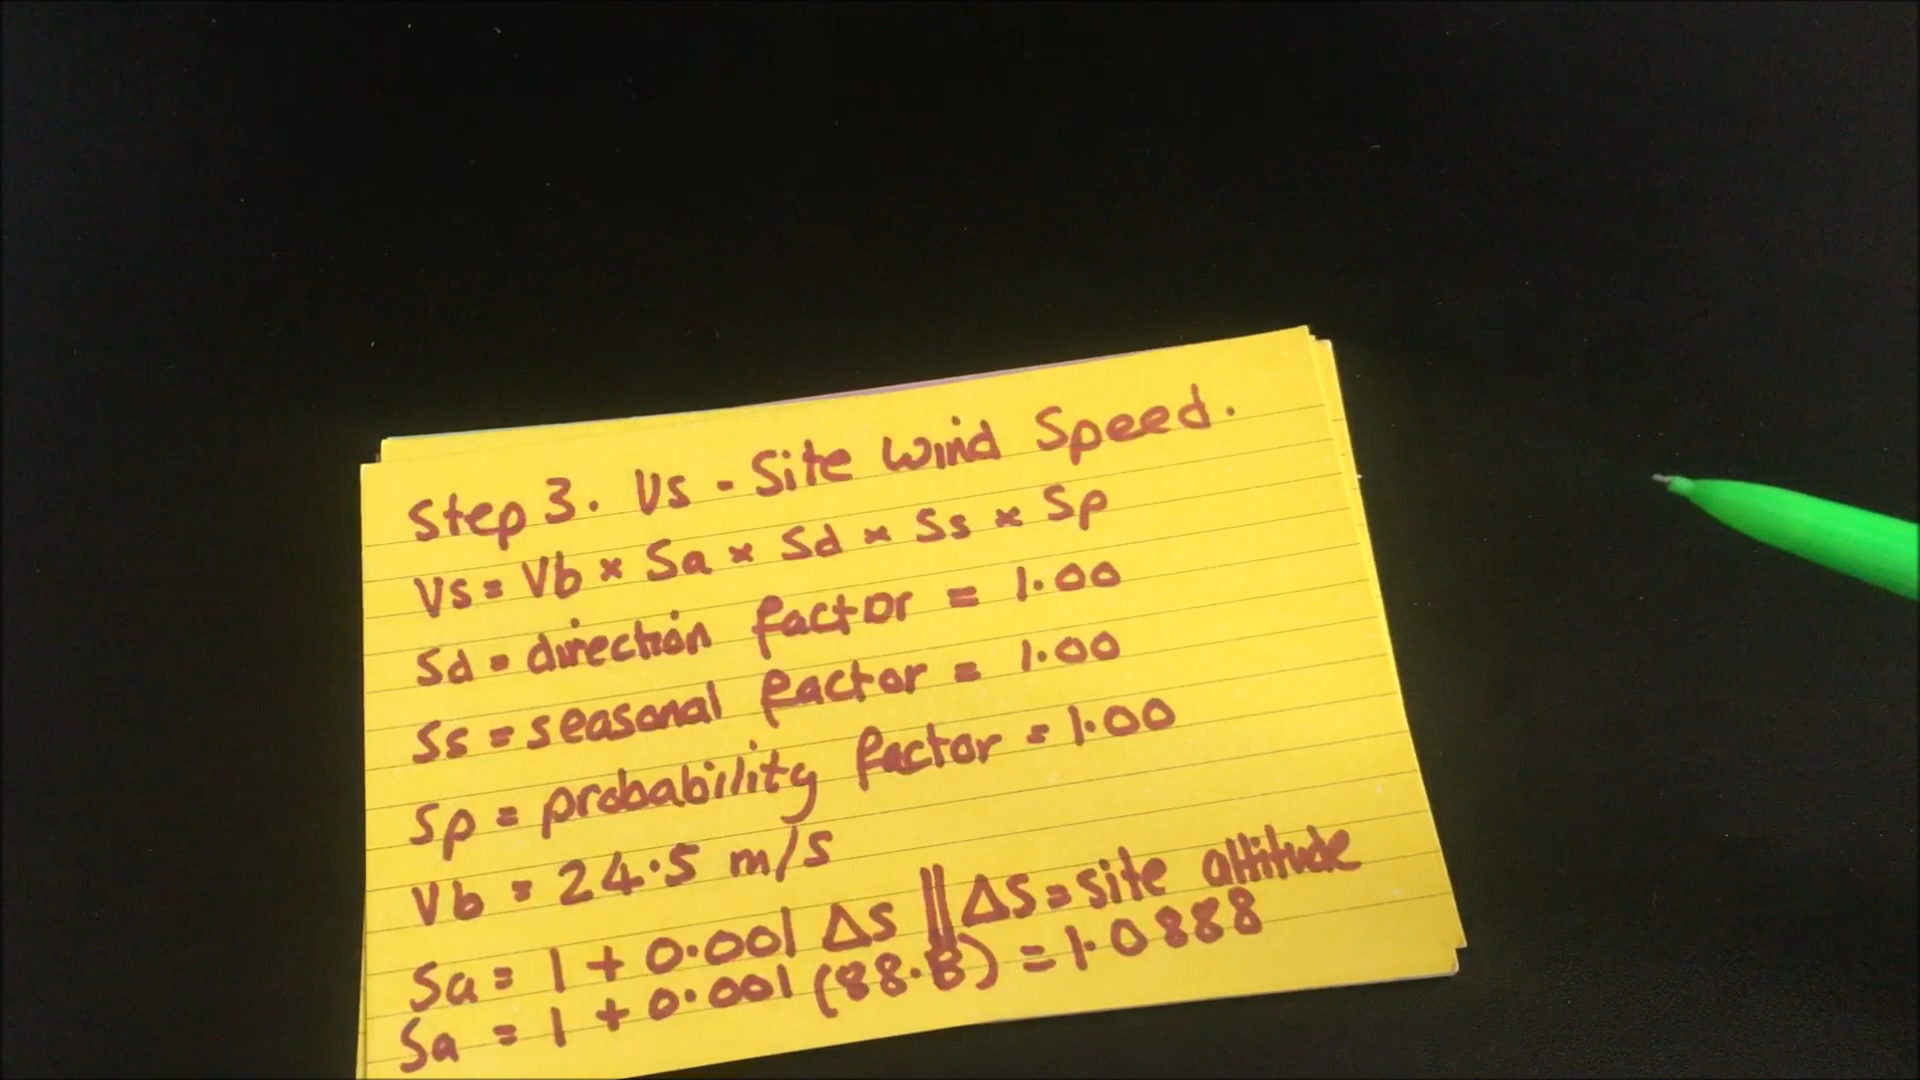 Step 3. Vs - Site Wind Speed.
Vs = Vb × Sa × Sd × Ss × Sp
Sd = direction factor = 1.00
Ss = seasonal factor = 1.00
Sp = probability factor = 1.00
Vb = 24.5 m/s
Sa = 1 + 0.001 ΔS || ΔS = site altitude
Sa = 1 + 0.001 (88.8) = 1.0888